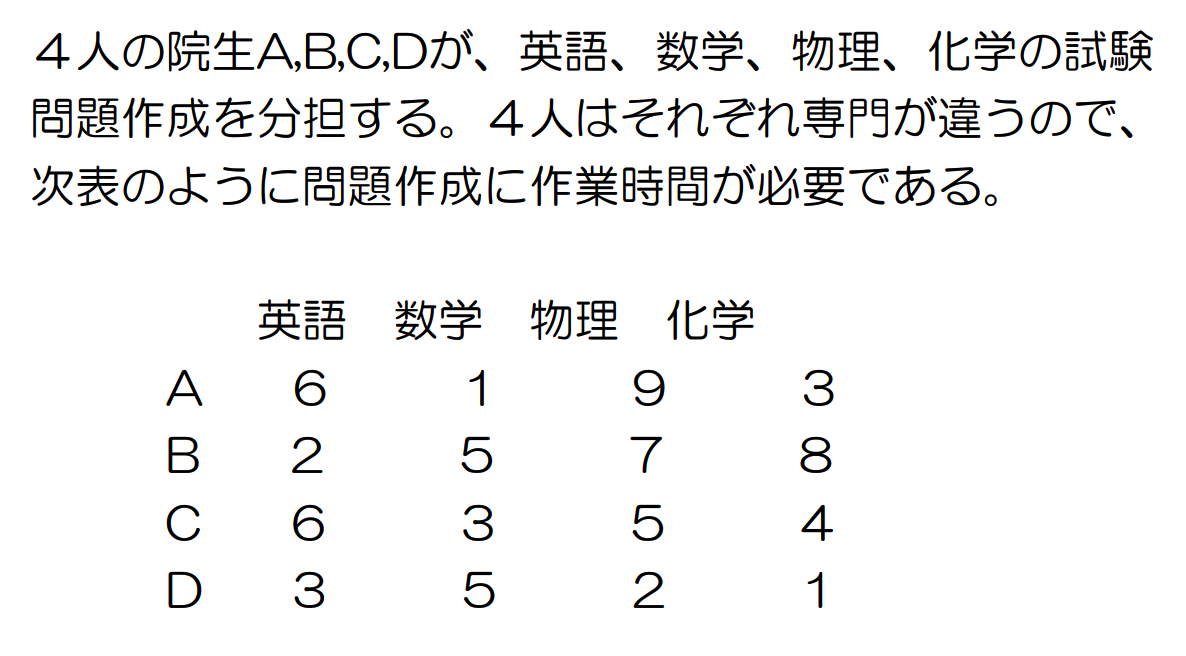 ４人の院生A,B,C,Dが、英語、数学、物理、化学の試験
問題作成を分担する。４人はそれぞれ専門が違うので、
次表のように問題作成に作業時間が必要である。
英語　数学　物理　化学
A　6　1　9　3
B　2　5　7　8
C　6　3　5　4
D　3　5　2　1